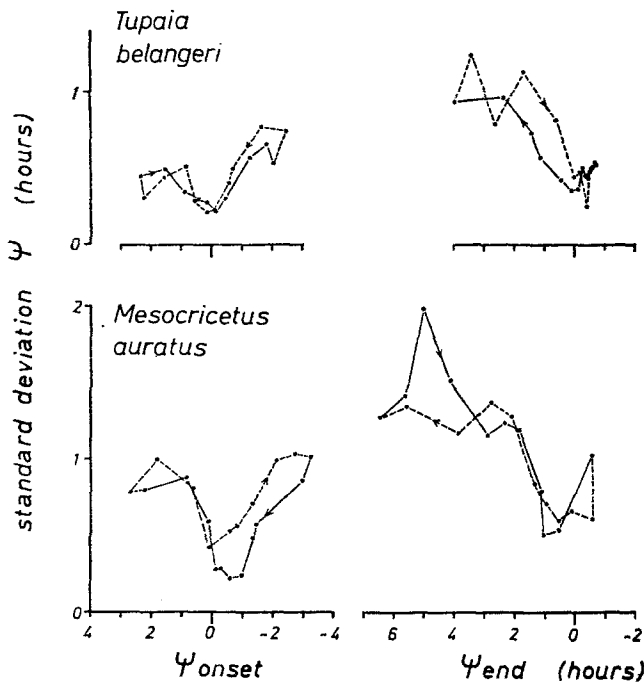 Tupaia
belangeri
1
0
Mesocricetus
auratus
2
1
0
standard deviation ψ (hours)
4 2 0 -2 -4
6 4 2 0 -2
ψonset
ψend (hours)